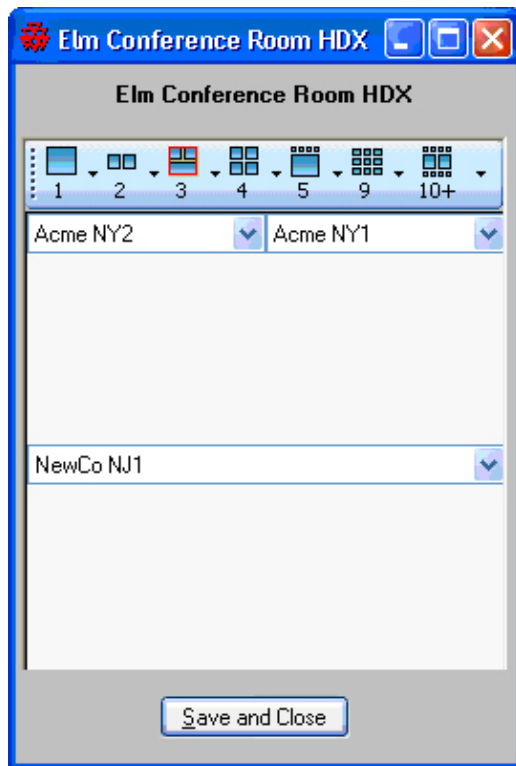 Elm Conference Room HDX
Elm Conference Room HDX
1 2 3 4 5 9 10+
Acme NY2 Acme NY1
NewCo NJ1
Save and Close